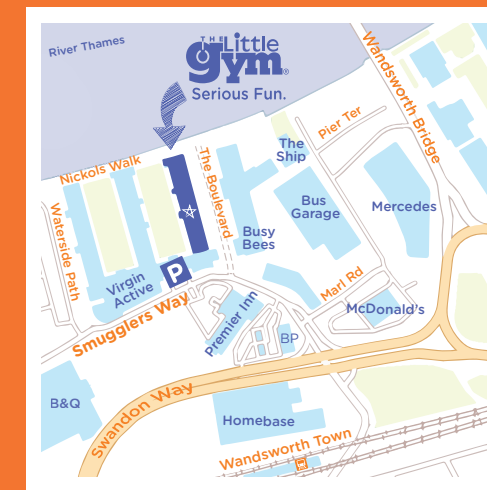 River Thames
THE Little
gym®
Serious Fun.
Wandsworth Bridge
Pier Ter
The
Ship
Nickols Walk
The Boulevard
Bus
Garage
Mercedes
Waterside Path
Busy
Bees
Virgin
Active
P
Marl Rd
Smugglers Way
Premier Inn
McDonald's
BP
B&Q
Swandon Way
Homebase
Wandsworth Town